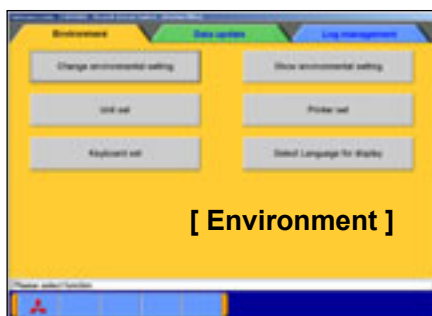 Environment Data update Log management
Change environmental setting Show environmental setting
Unit set Printer set
Keyboard set Select Language for display
[ Environment ]
Please select function